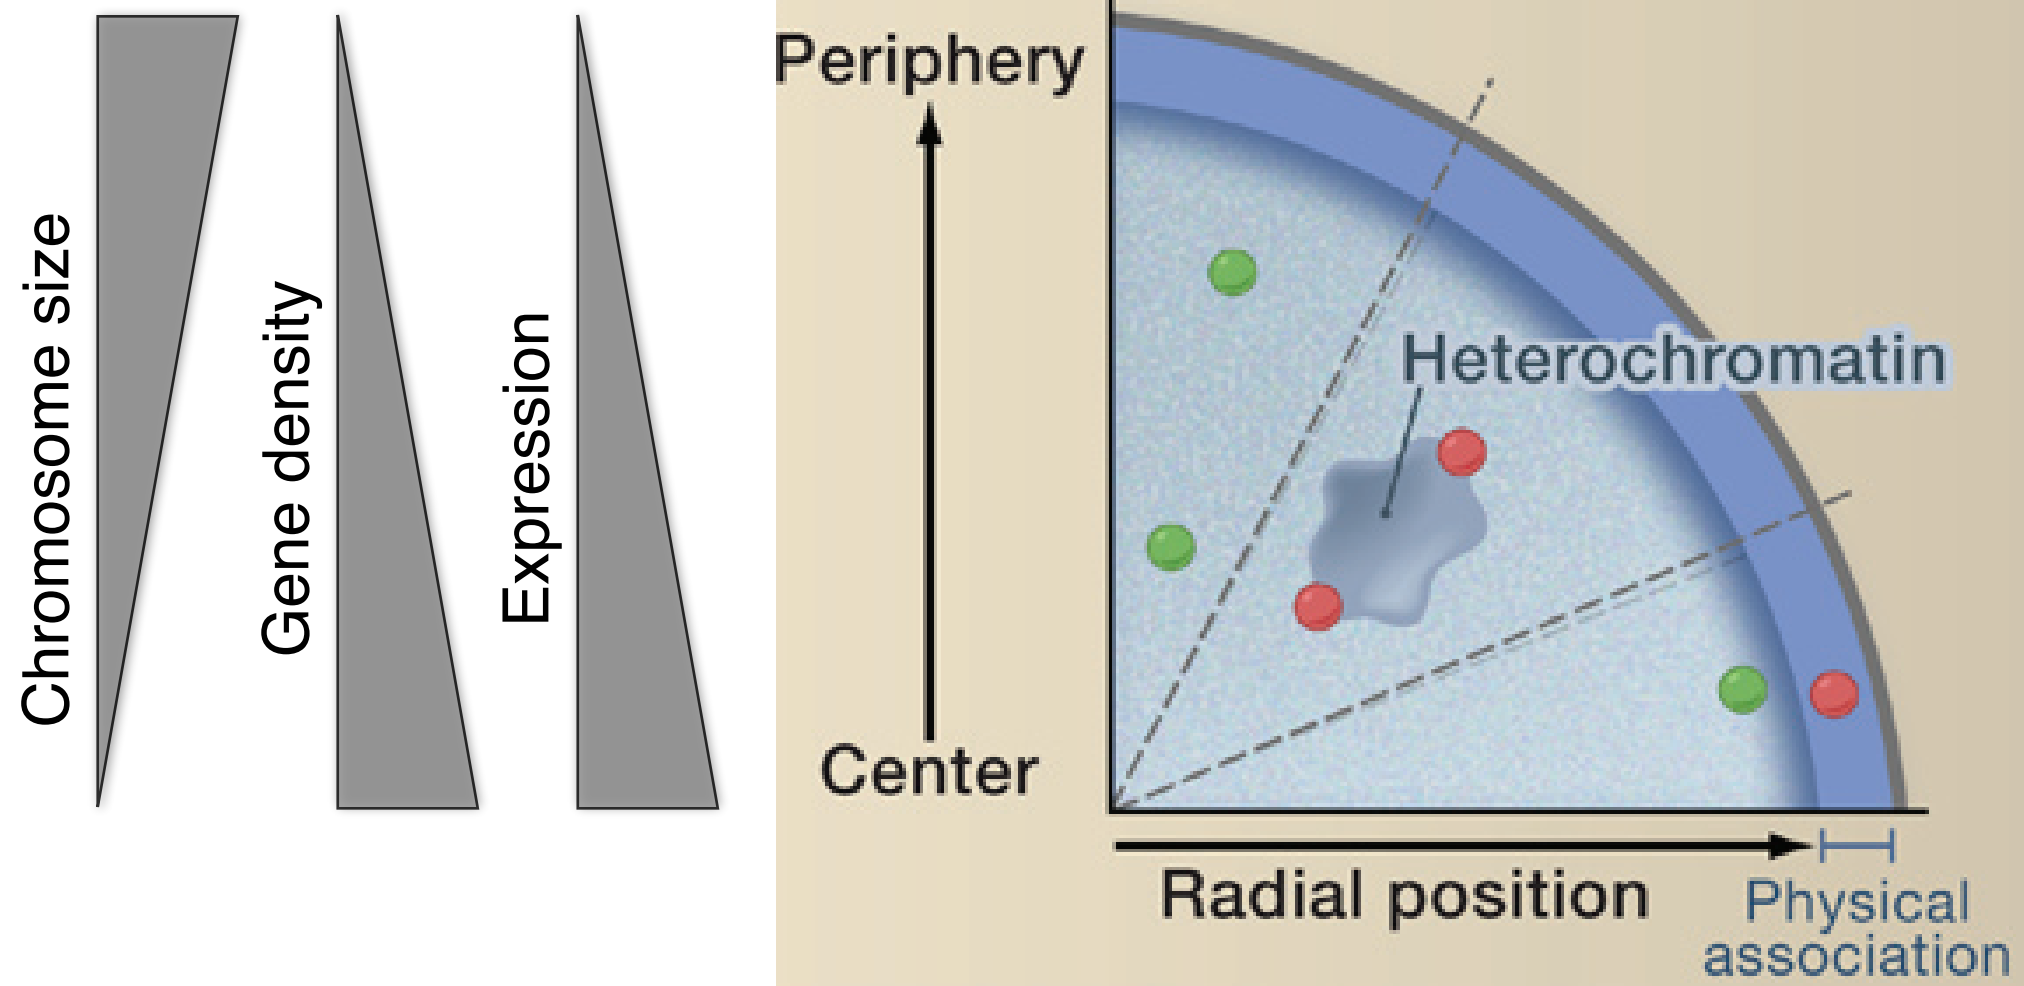 Chromosome size
Gene density
Expression
Periphery
Center
Heterochromatin
Radial position
Physical
association